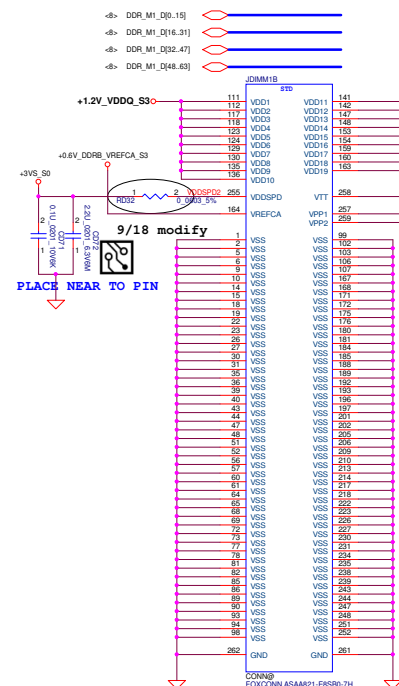 <8> DDR_M1_D[0..15]
<8> DDR_M1_D[16..31]
<8> DDR_M1_D[32..47]
<8> DDR_M1_D[48..63]
JDIMM1B
STD
+1.2V_VDDQ_S3
111 VDD1 VDD11 141
112 VDD2 VDD12 142
117 VDD3 VDD13 147
118 VDD4 VDD14 148
123 VDD5 VDD15 153
124 VDD6 VDD16 154
129 VDD7 VDD17 159
130 VDD8 VDD18 160
135 VDD9 VDD19 163
136 VDD10
+0.6V_DDRB_VREFCA_S3
+3VS_S0
1 2 VDDSPD2 255 VDDSPD VTT 258
RD32 0_0603_5%
164 VREFCA VPP1 257
VPP2 259
9/18 modify
2 1 0.1U_0201_10V6K CD71
2 1 2.2U_0201_6.3V6M CD72
PLACE NEAR TO PIN
1 VSS VSS 99
2 VSS VSS 102
5 VSS VSS 103
6 VSS VSS 106
9 VSS VSS 107
10 VSS VSS 167
14 VSS VSS 168
15 VSS VSS 171
18 VSS VSS 172
19 VSS VSS 175
22 VSS VSS 176
23 VSS VSS 180
26 VSS VSS 181
27 VSS VSS 184
30 VSS VSS 185
31 VSS VSS 188
35 VSS VSS 189
36 VSS VSS 192
39 VSS VSS 193
40 VSS VSS 196
43 VSS VSS 197
44 VSS VSS 201
47 VSS VSS 202
48 VSS VSS 205
51 VSS VSS 206
52 VSS VSS 209
56 VSS VSS 210
57 VSS VSS 213
60 VSS VSS 214
61 VSS VSS 217
64 VSS VSS 218
65 VSS VSS 222
68 VSS VSS 223
69 VSS VSS 226
72 VSS VSS 227
73 VSS VSS 230
77 VSS VSS 231
78 VSS VSS 234
81 VSS VSS 235
82 VSS VSS 238
85 VSS VSS 239
86 VSS VSS 243
89 VSS VSS 244
90 VSS VSS 247
93 VSS VSS 248
94 VSS VSS 251
98 VSS VSS 252
262 GND GND 261
CONN@
FOXCONN ASAA821-E8SB0-7H